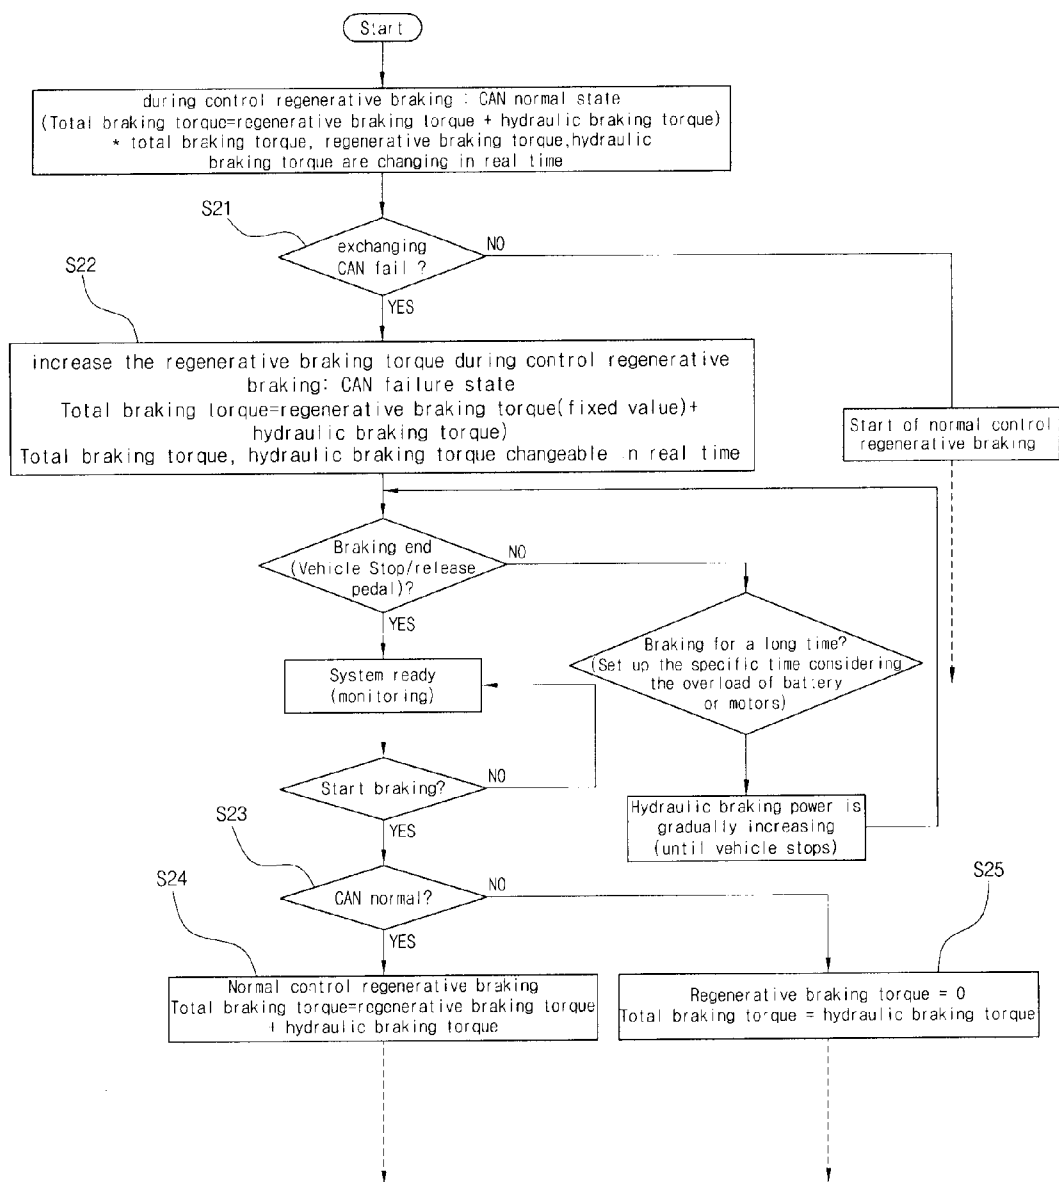 Start
during control regenerative braking : CAN normal state
(Total braking torque=regenerative braking torque + hydraulic braking torque)
* total braking torque, regenerative braking torque,hydraulic
braking torque are changing in real time
S21
exchanging
CAN fail ?
NO
YES
S22
increase the regenerative braking torque during control regenerative
braking: CAN failure state
Total braking torque=regenerative braking torque(fixed value)+
hydraulic braking torque)
Total braking torque, hydraulic braking torque changeable in real time
Start of normal control
regenerative braking
Braking end
(Vehicle Stop/release
pedal)?
NO
YES
Braking for a long time?
(Set up the specific time considering
the overload of battery
or motors)
System ready
(monitoring)
Start braking?
NO
YES
Hydraulic braking power is
gradually increasing
(until vehicle stops)
S23
CAN normal?
NO
YES
S24
Normal control regenerative braking
Total braking torque=regenerative braking torque
+ hydraulic braking torque
S25
Regenerative braking torque = 0
Total braking torque = hydraulic braking torque